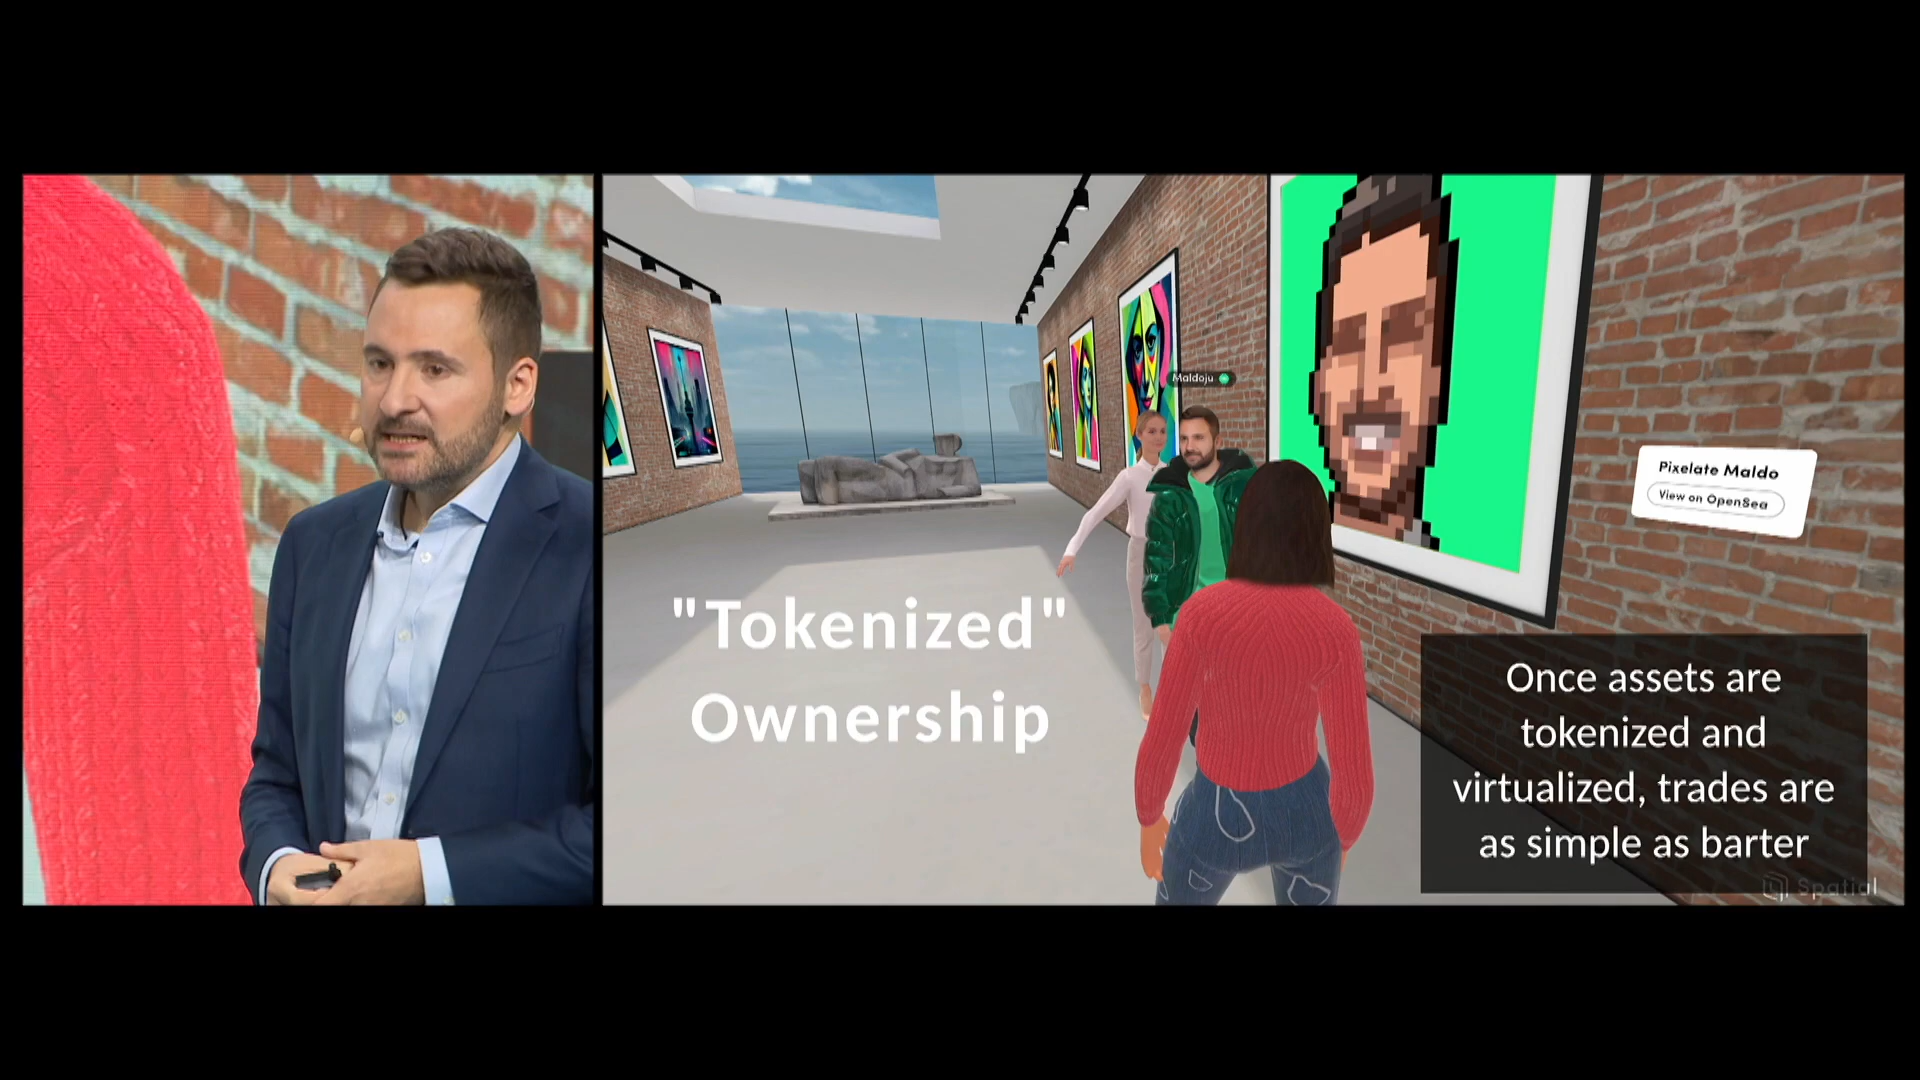 Maldoju
Pixelate Maldo
View on OpenSea
"Tokenized"
Ownership
Once assets are
tokenized and
virtualized, trades are
as simple as barter
Spatial